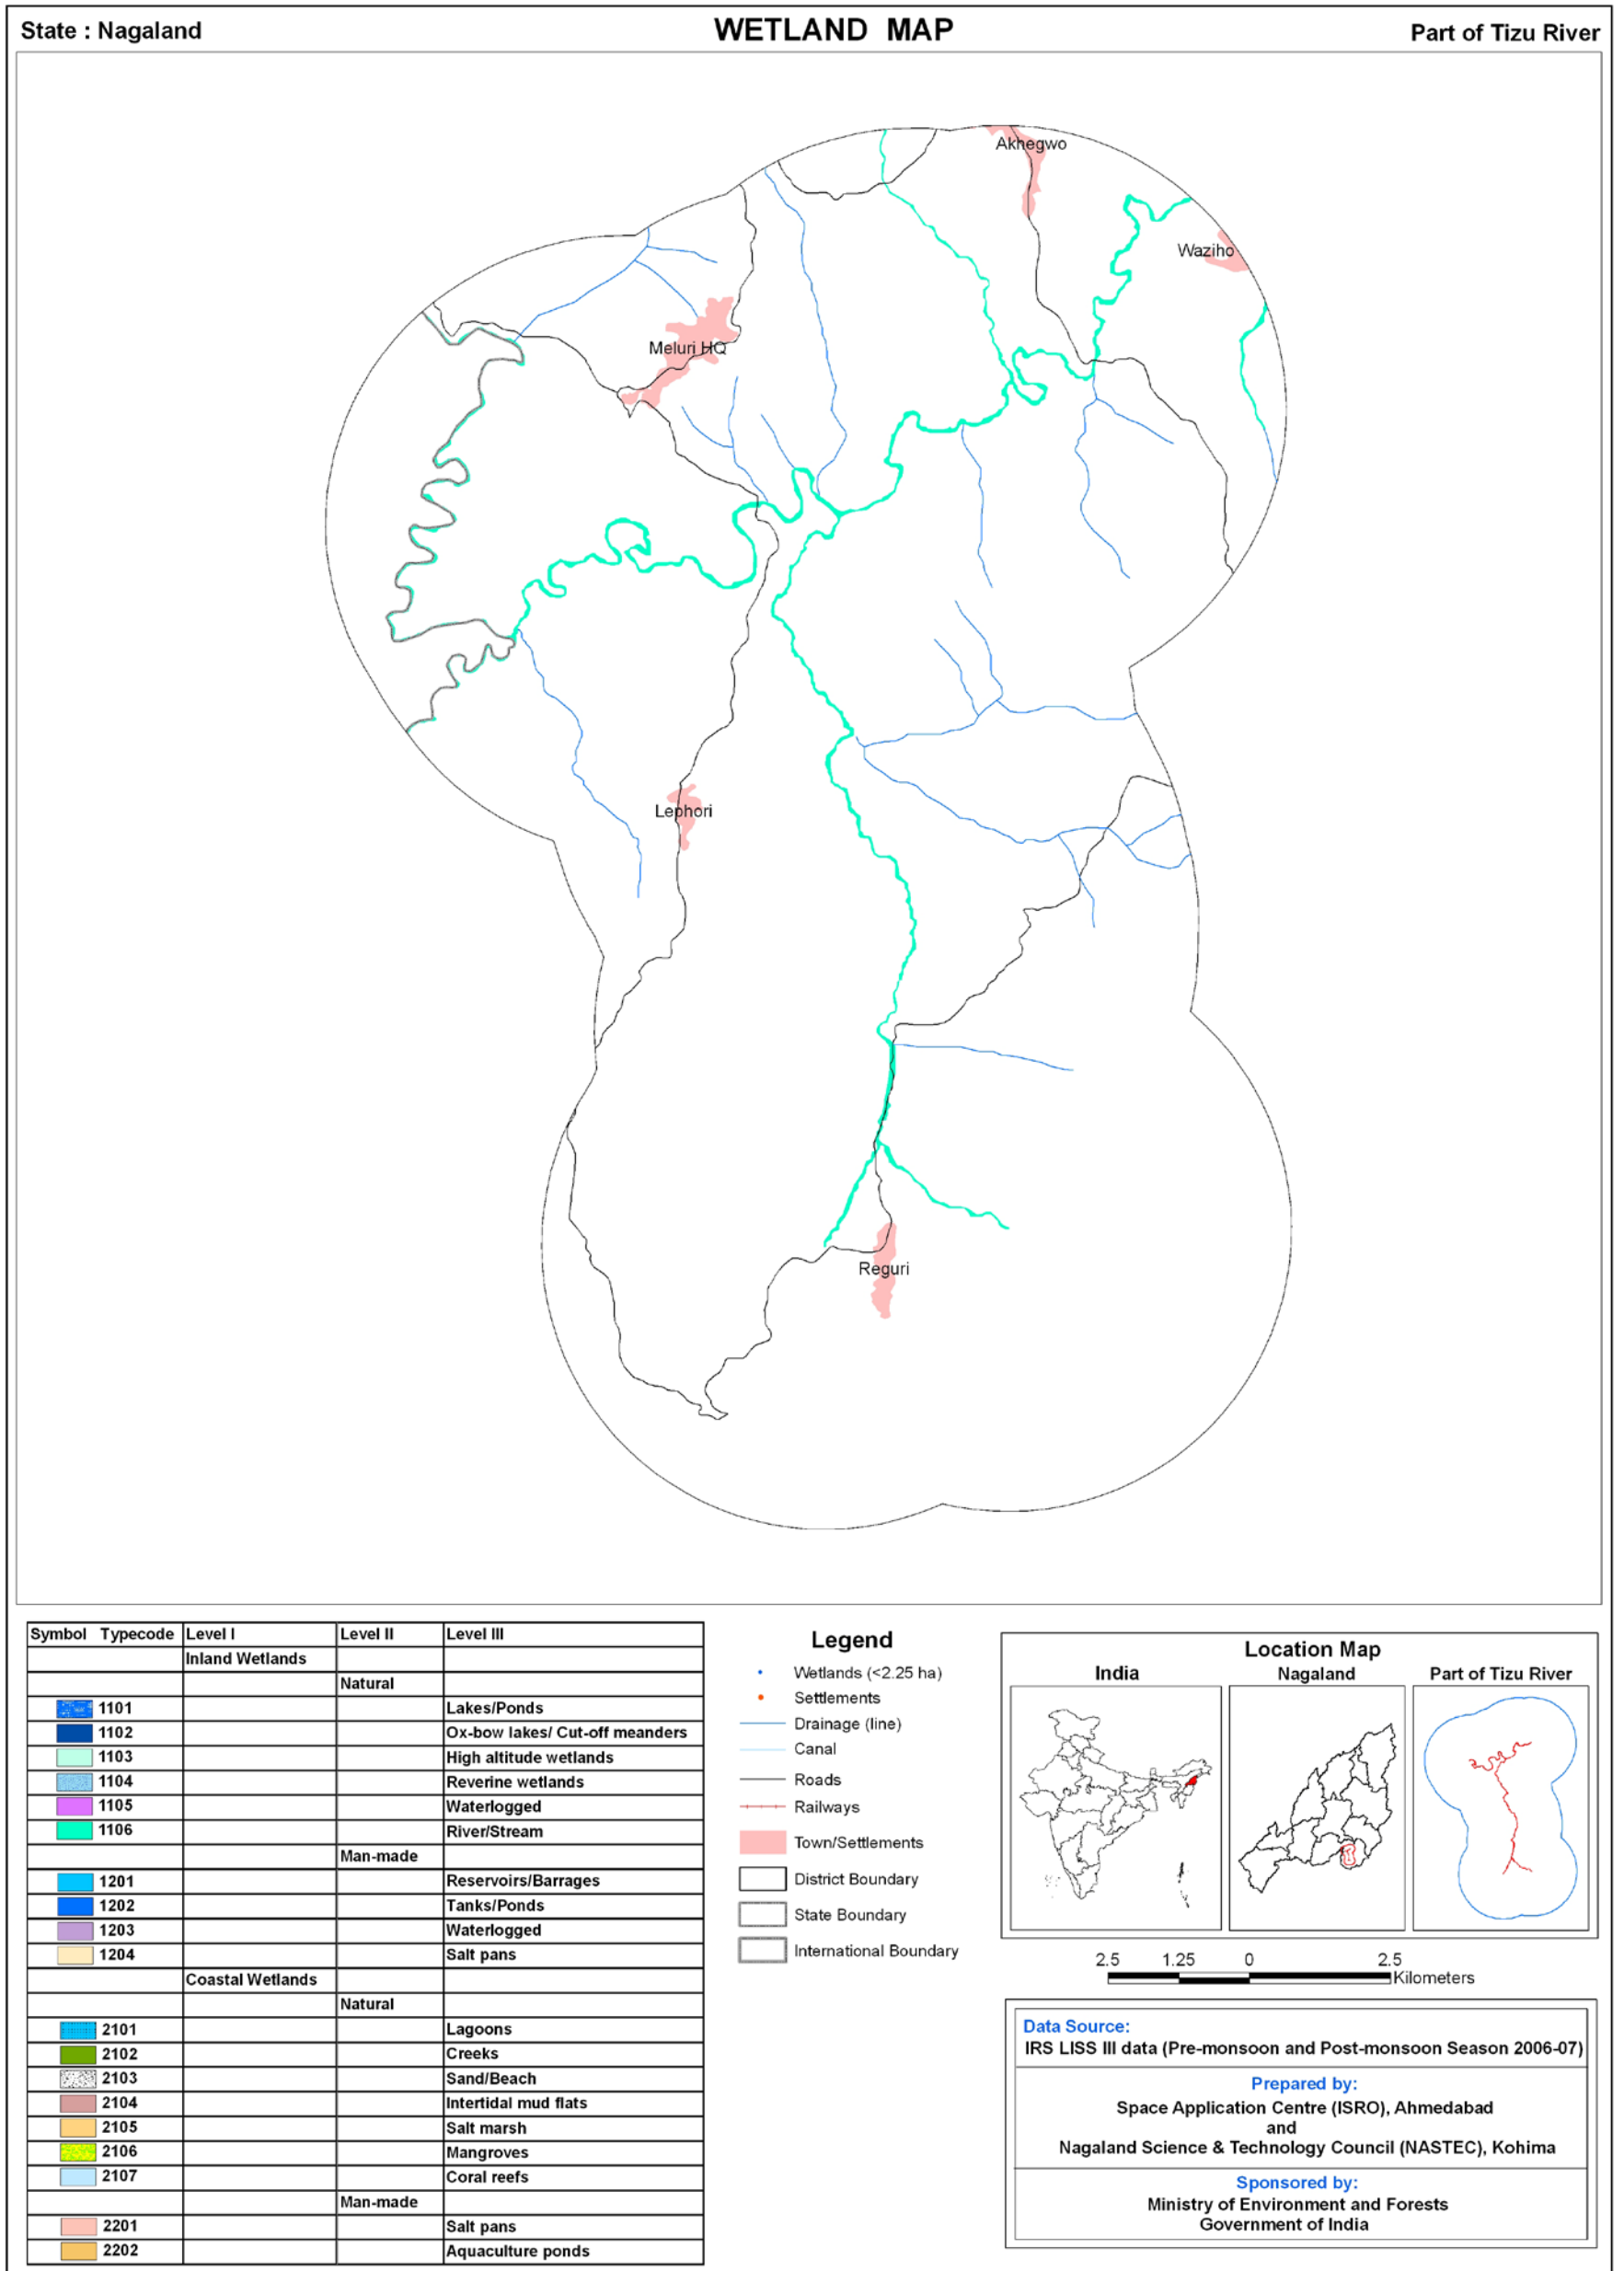 State : Nagaland
WETLAND MAP
Part of Tizu River
Akhegwo
Waziho
Meluri HQ
Lephori
Reguri
Symbol Typecode Level I Level II Level III
Inland Wetlands
Natural
1101 Lakes/Ponds
1102 Ox-bow lakes/ Cut-off meanders
1103 High altitude wetlands
1104 Reverine wetlands
1105 Waterlogged
1106 River/Stream
Man-made
1201 Reservoirs/Barrages
1202 Tanks/Ponds
1203 Waterlogged
1204 Salt pans
Coastal Wetlands
Natural
2101 Lagoons
2102 Creeks
2103 Sand/Beach
2104 Intertidal mud flats
2105 Salt marsh
2106 Mangroves
2107 Coral reefs
Man-made
2201 Salt pans
2202 Aquaculture ponds
Legend
Wetlands (<2.25 ha)
Settlements
Drainage (line)
Canal
Roads
Railways
Town/Settlements
District Boundary
State Boundary
International Boundary
Location Map
India
Nagaland
Part of Tizu River
2.5 1.25 0 2.5
Kilometers
Data Source:
IRS LISS III data (Pre-monsoon and Post-monsoon Season 2006-07)
Prepared by:
Space Application Centre (ISRO), Ahmedabad
and
Nagaland Science & Technology Council (NASTEC), Kohima
Sponsored by:
Ministry of Environment and Forests
Government of India